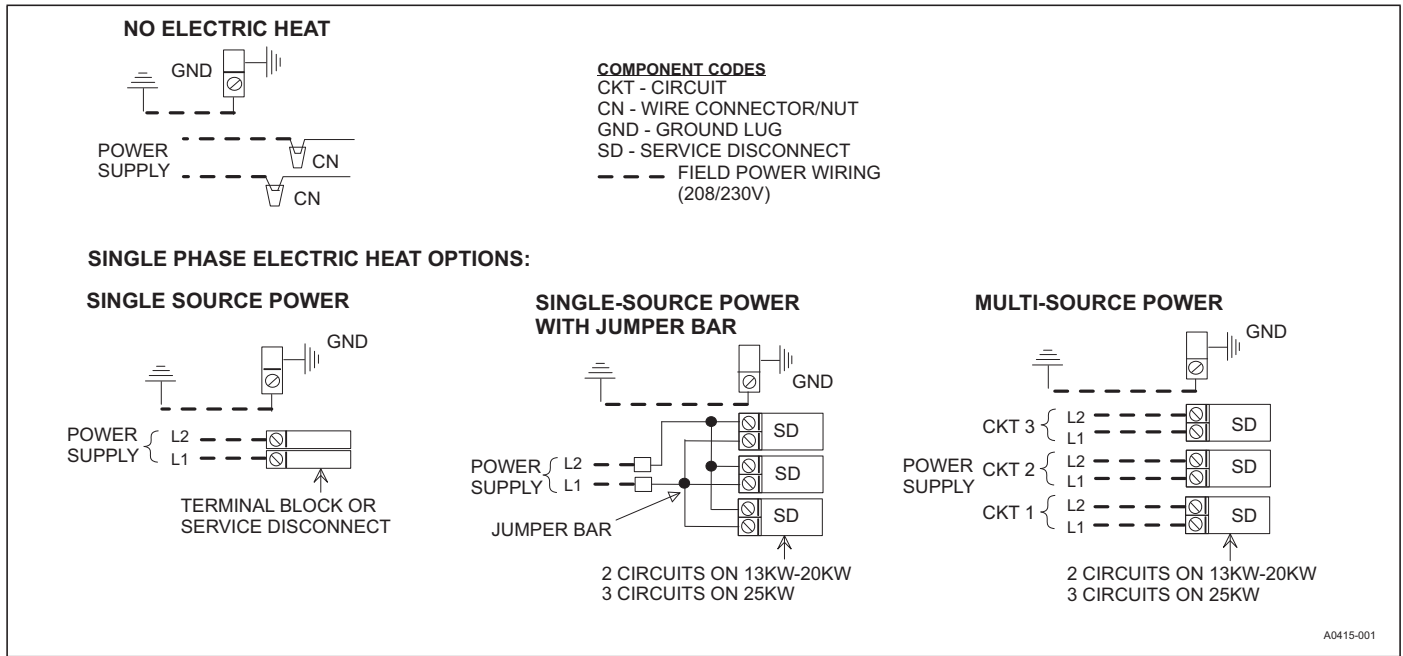 NO ELECTRIC HEAT
GND
POWER
SUPPLY
CN
CN
COMPONENT CODES
CKT - CIRCUIT
CN - WIRE CONNECTOR/NUT
GND - GROUND LUG
SD - SERVICE DISCONNECT
FIELD POWER WIRING
(208/230V)
SINGLE PHASE ELECTRIC HEAT OPTIONS:
SINGLE SOURCE POWER
GND
POWER
SUPPLY
L2
L1
TERMINAL BLOCK OR
SERVICE DISCONNECT
SINGLE-SOURCE POWER
WITH JUMPER BAR
GND
SD
POWER
SUPPLY
L2
L1
SD
JUMPER BAR
SD
2 CIRCUITS ON 13KW-20KW
3 CIRCUITS ON 25KW
MULTI-SOURCE POWER
GND
CKT 3
L2
L1
SD
POWER
SUPPLY
CKT 2
L2
L1
SD
CKT 1
L2
L1
SD
2 CIRCUITS ON 13KW-20KW
3 CIRCUITS ON 25KW
A0415-001